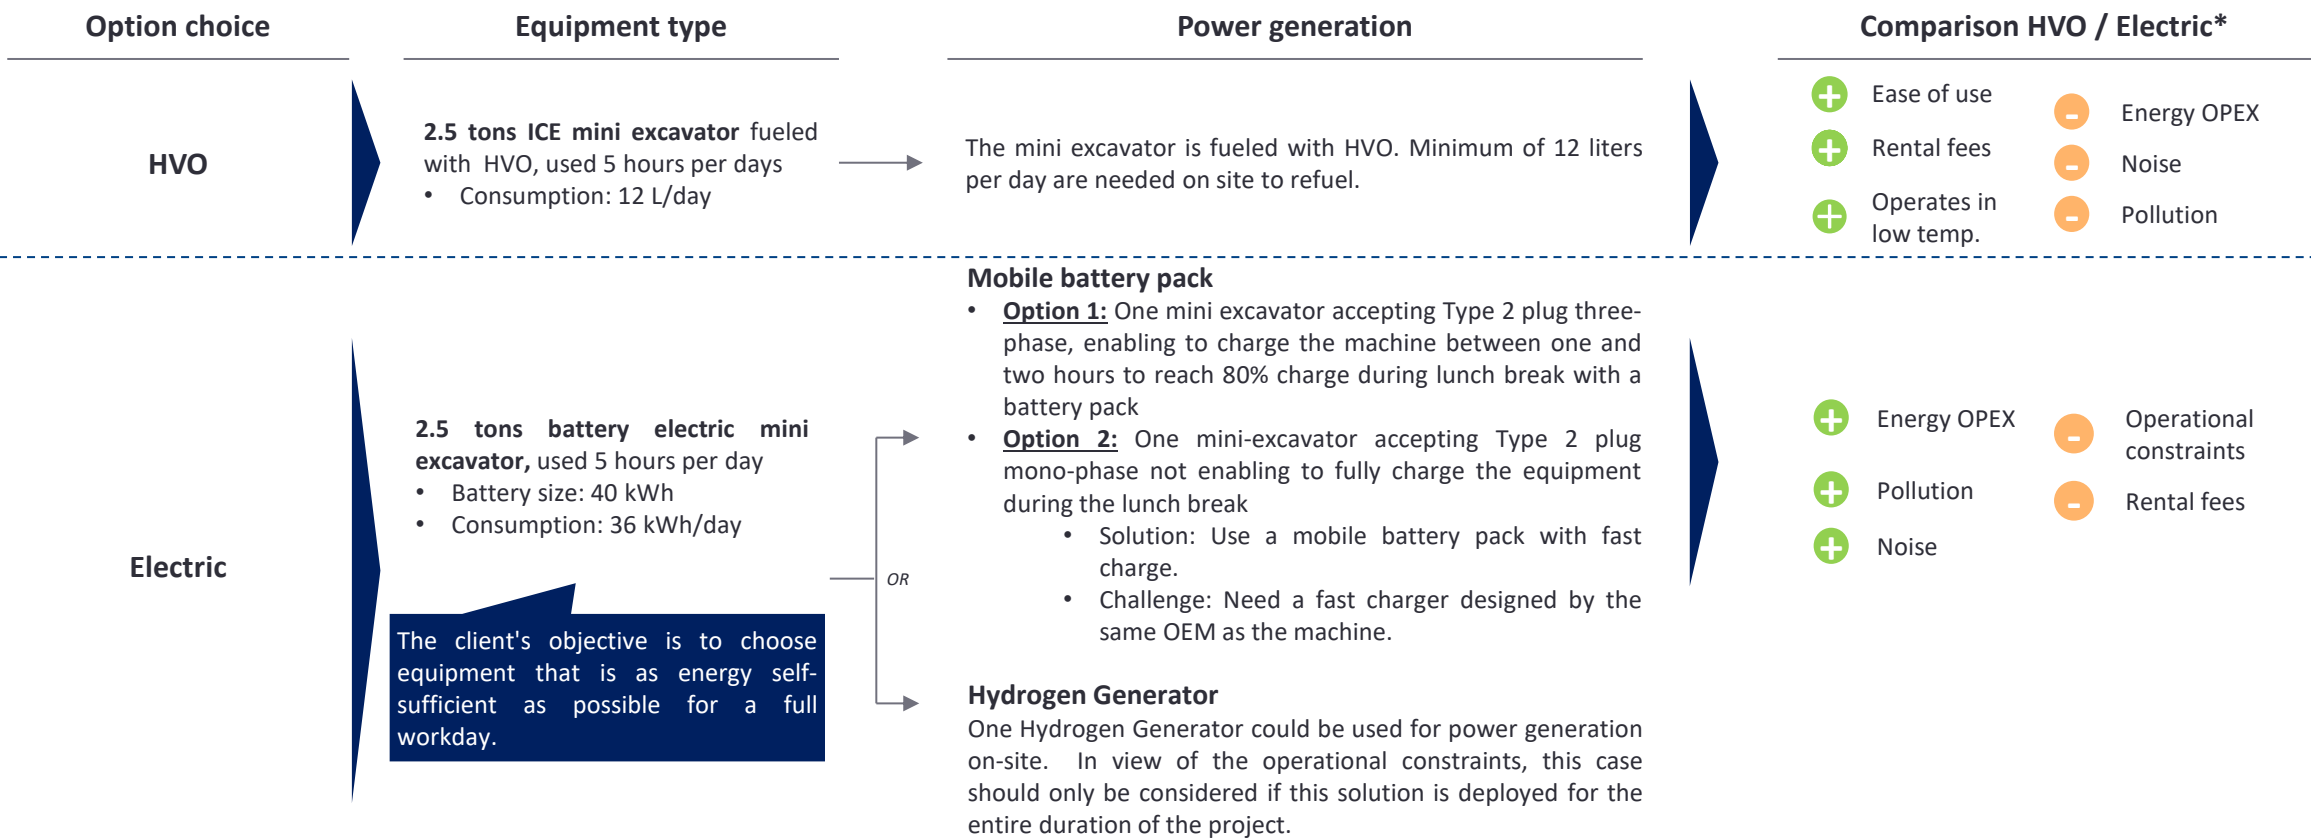 Option choice
Equipment type
Power generation
Comparison HVO / Electric*
HVO
2.5 tons ICE mini excavator fueled
with HVO, used 5 hours per days
• Consumption: 12 L/day
The mini excavator is fueled with HVO. Minimum of 12 liters
per day are needed on site to refuel.
+ Ease of use
+ Rental fees
+ Operates in
low temp.
- Energy OPEX
- Noise
- Pollution
Electric
2.5 tons battery electric mini
excavator, used 5 hours per day
• Battery size: 40 kWh
• Consumption: 36 kWh/day
The client's objective is to choose
equipment that is as energy self-
sufficient as possible for a full
workday.
OR
Mobile battery pack
• Option 1: One mini excavator accepting Type 2 plug three-
phase, enabling to charge the machine between one and
two hours to reach 80% charge during lunch break with a
battery pack
• Option 2: One mini-excavator accepting Type 2 plug
mono-phase not enabling to fully charge the equipment
during the lunch break
• Solution: Use a mobile battery pack with fast
charge.
• Challenge: Need a fast charger designed by the
same OEM as the machine.
Hydrogen Generator
One Hydrogen Generator could be used for power generation
on-site. In view of the operational constraints, this case
should only be considered if this solution is deployed for the
entire duration of the project.
+ Energy OPEX
+ Pollution
+ Noise
- Operational
constraints
- Rental fees